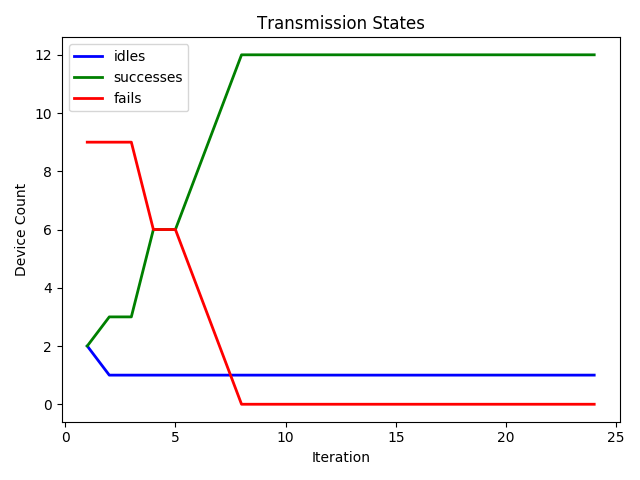 Transmission States
idles
successes
fails
Device Count
12
10
8
6
4
2
0
0
5
10
15
20
25
Iteration